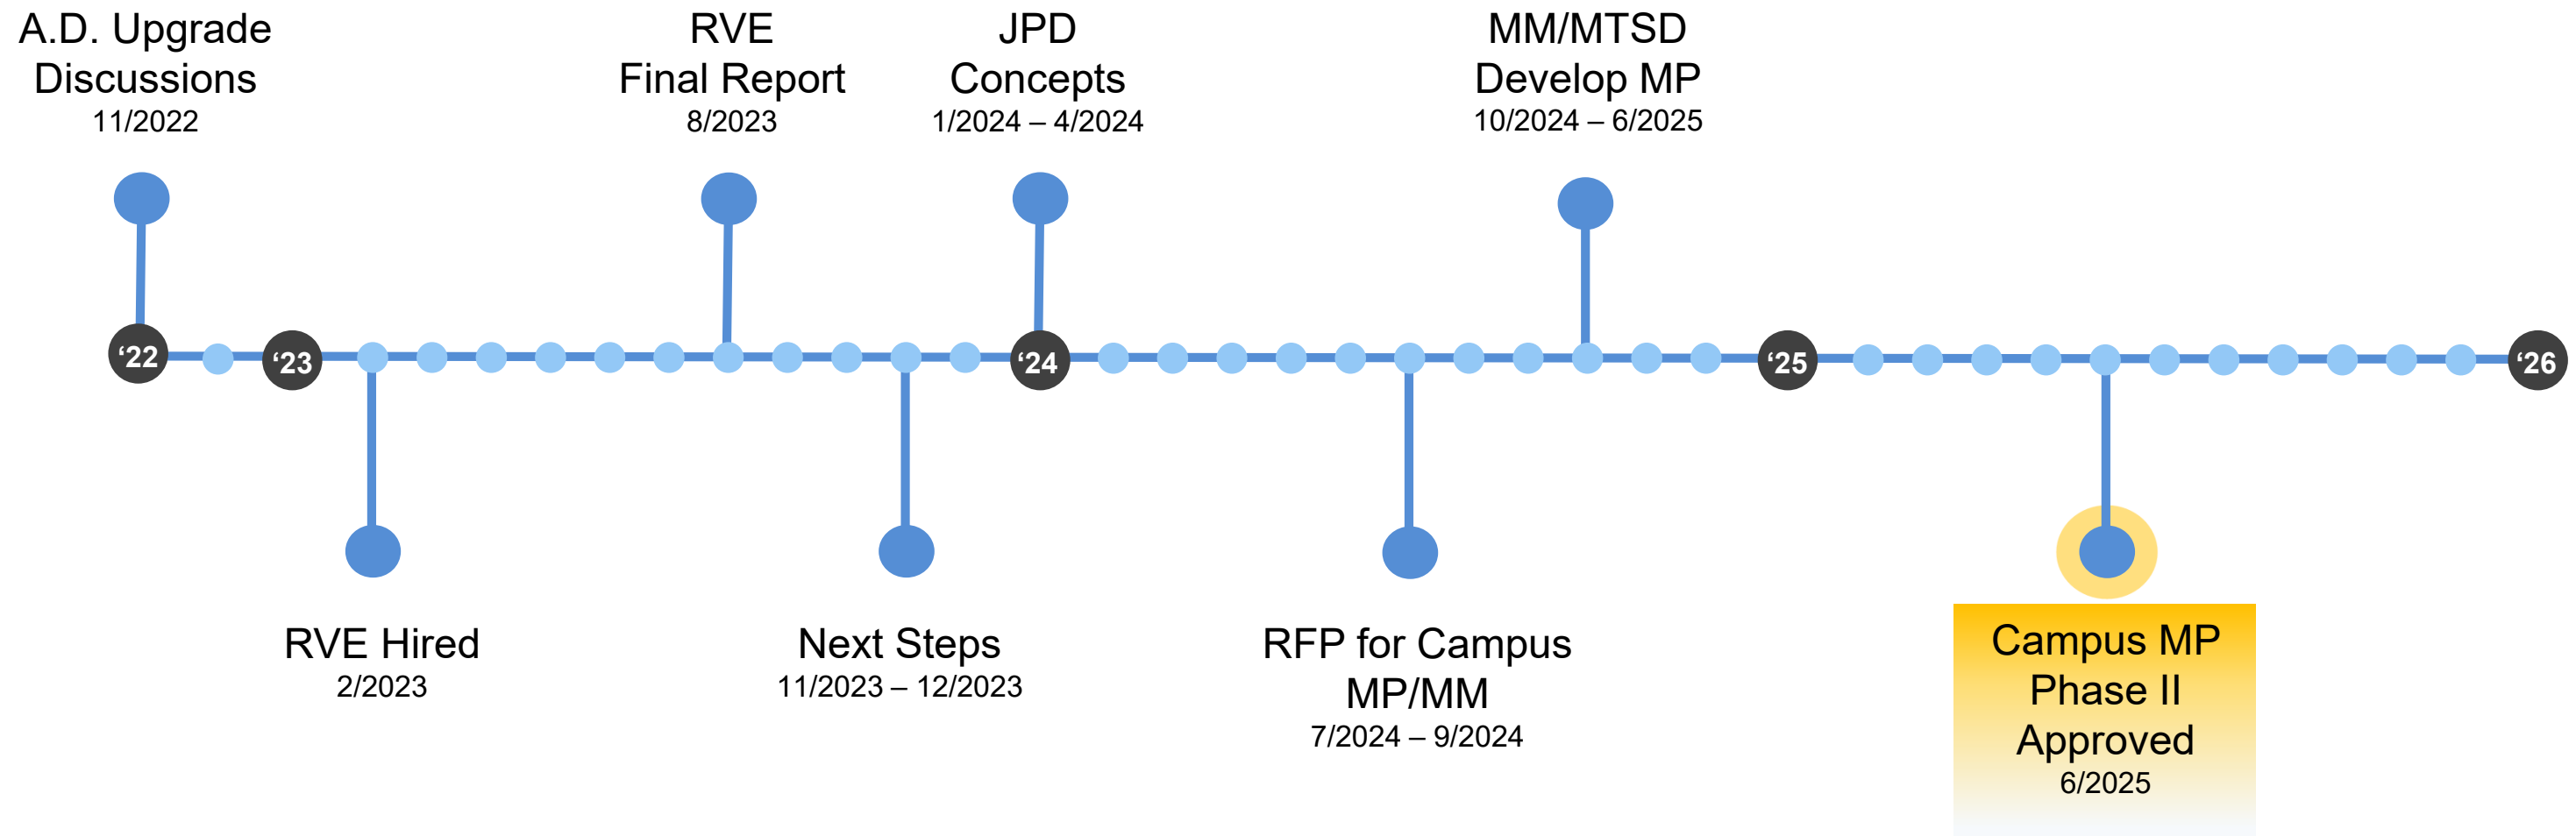 A.D. Upgrade
Discussions
11/2022
RVE
Final Report
8/2023
JPD
Concepts
1/2024 – 4/2024
MM/MTSD
Develop MP
10/2024 – 6/2025
‘22
‘23
‘24
‘25
‘26
RVE Hired
2/2023
Next Steps
11/2023 – 12/2023
RFP for Campus
MP/MM
7/2024 – 9/2024
Campus MP
Phase II
Approved
6/2025